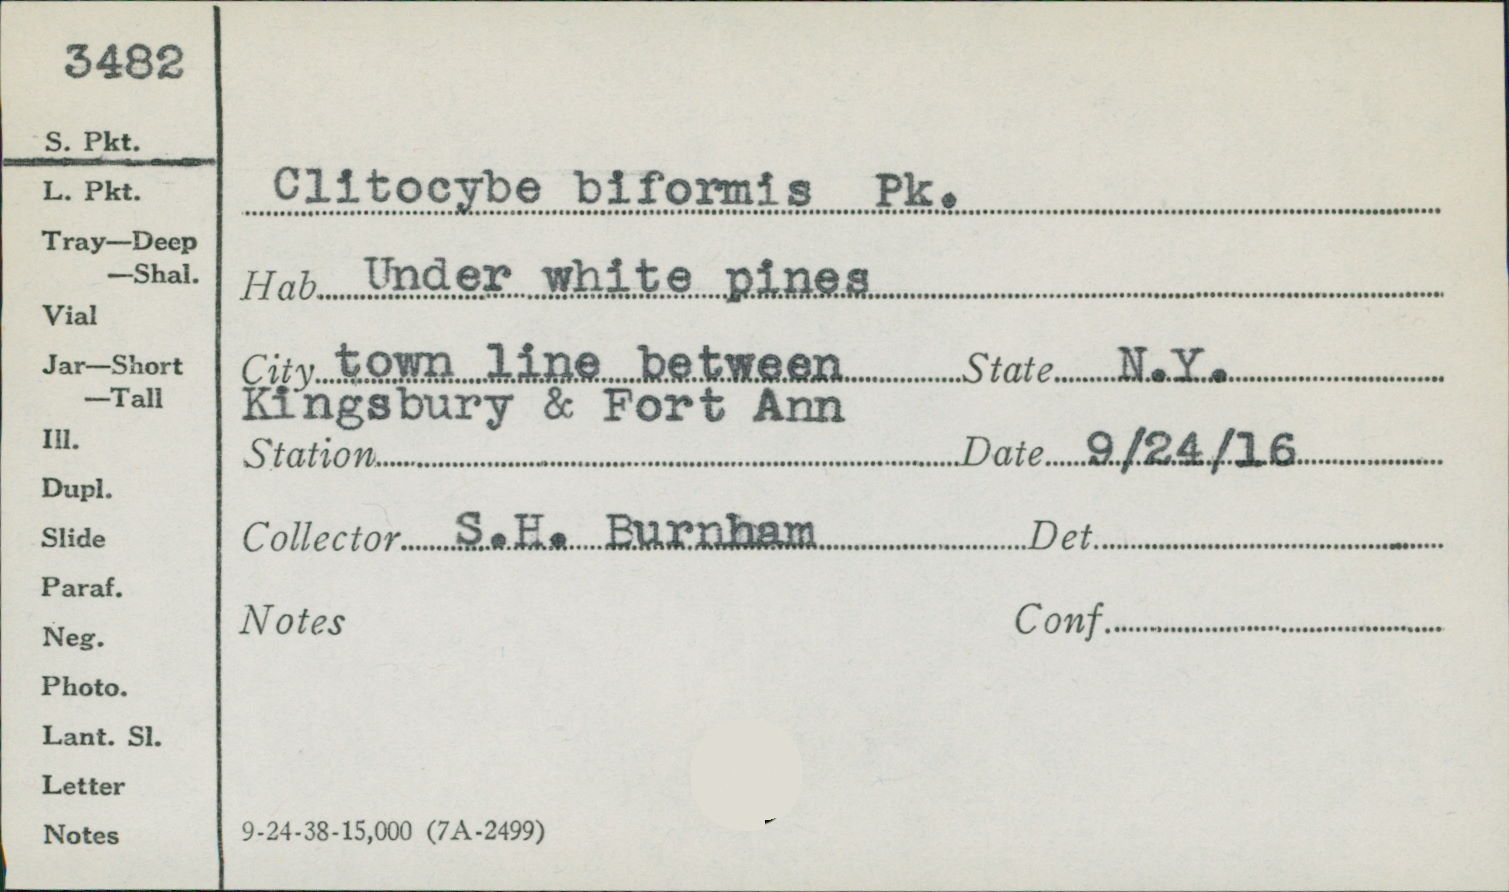 3482
S. Pkt.
L. Pkt.
Tray—Deep
—Shal.
Vial
Jar—Short
—Tall
Ill.
Dupl.
Slide
Paraf.
Neg.
Photo.
Lant. Sl.
Letter
Notes
Clitocybe biformis Pk.
Hab. Under white pines
City town line between State N.Y.
Kingsbury & Fort Ann
Station Date 9/24/16
Collector S.H. Burnham Det.
Notes Conf.
9-24-38-15,000 (7A-2499)